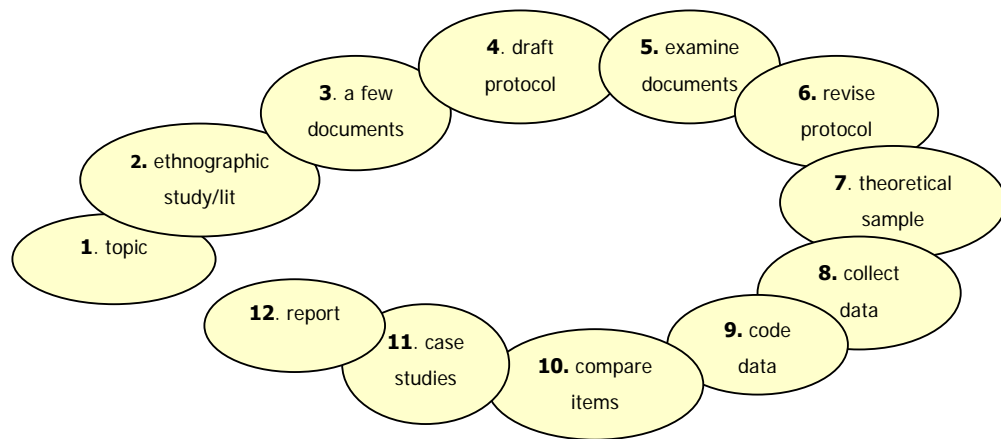 1. topic
2. ethnographic
study/lit
3. a few
documents
4. draft
protocol
5. examine
documents
6. revise
protocol
7. theoretical
sample
8. collect
data
9. code
data
10. compare
items
11. case
studies
12. report